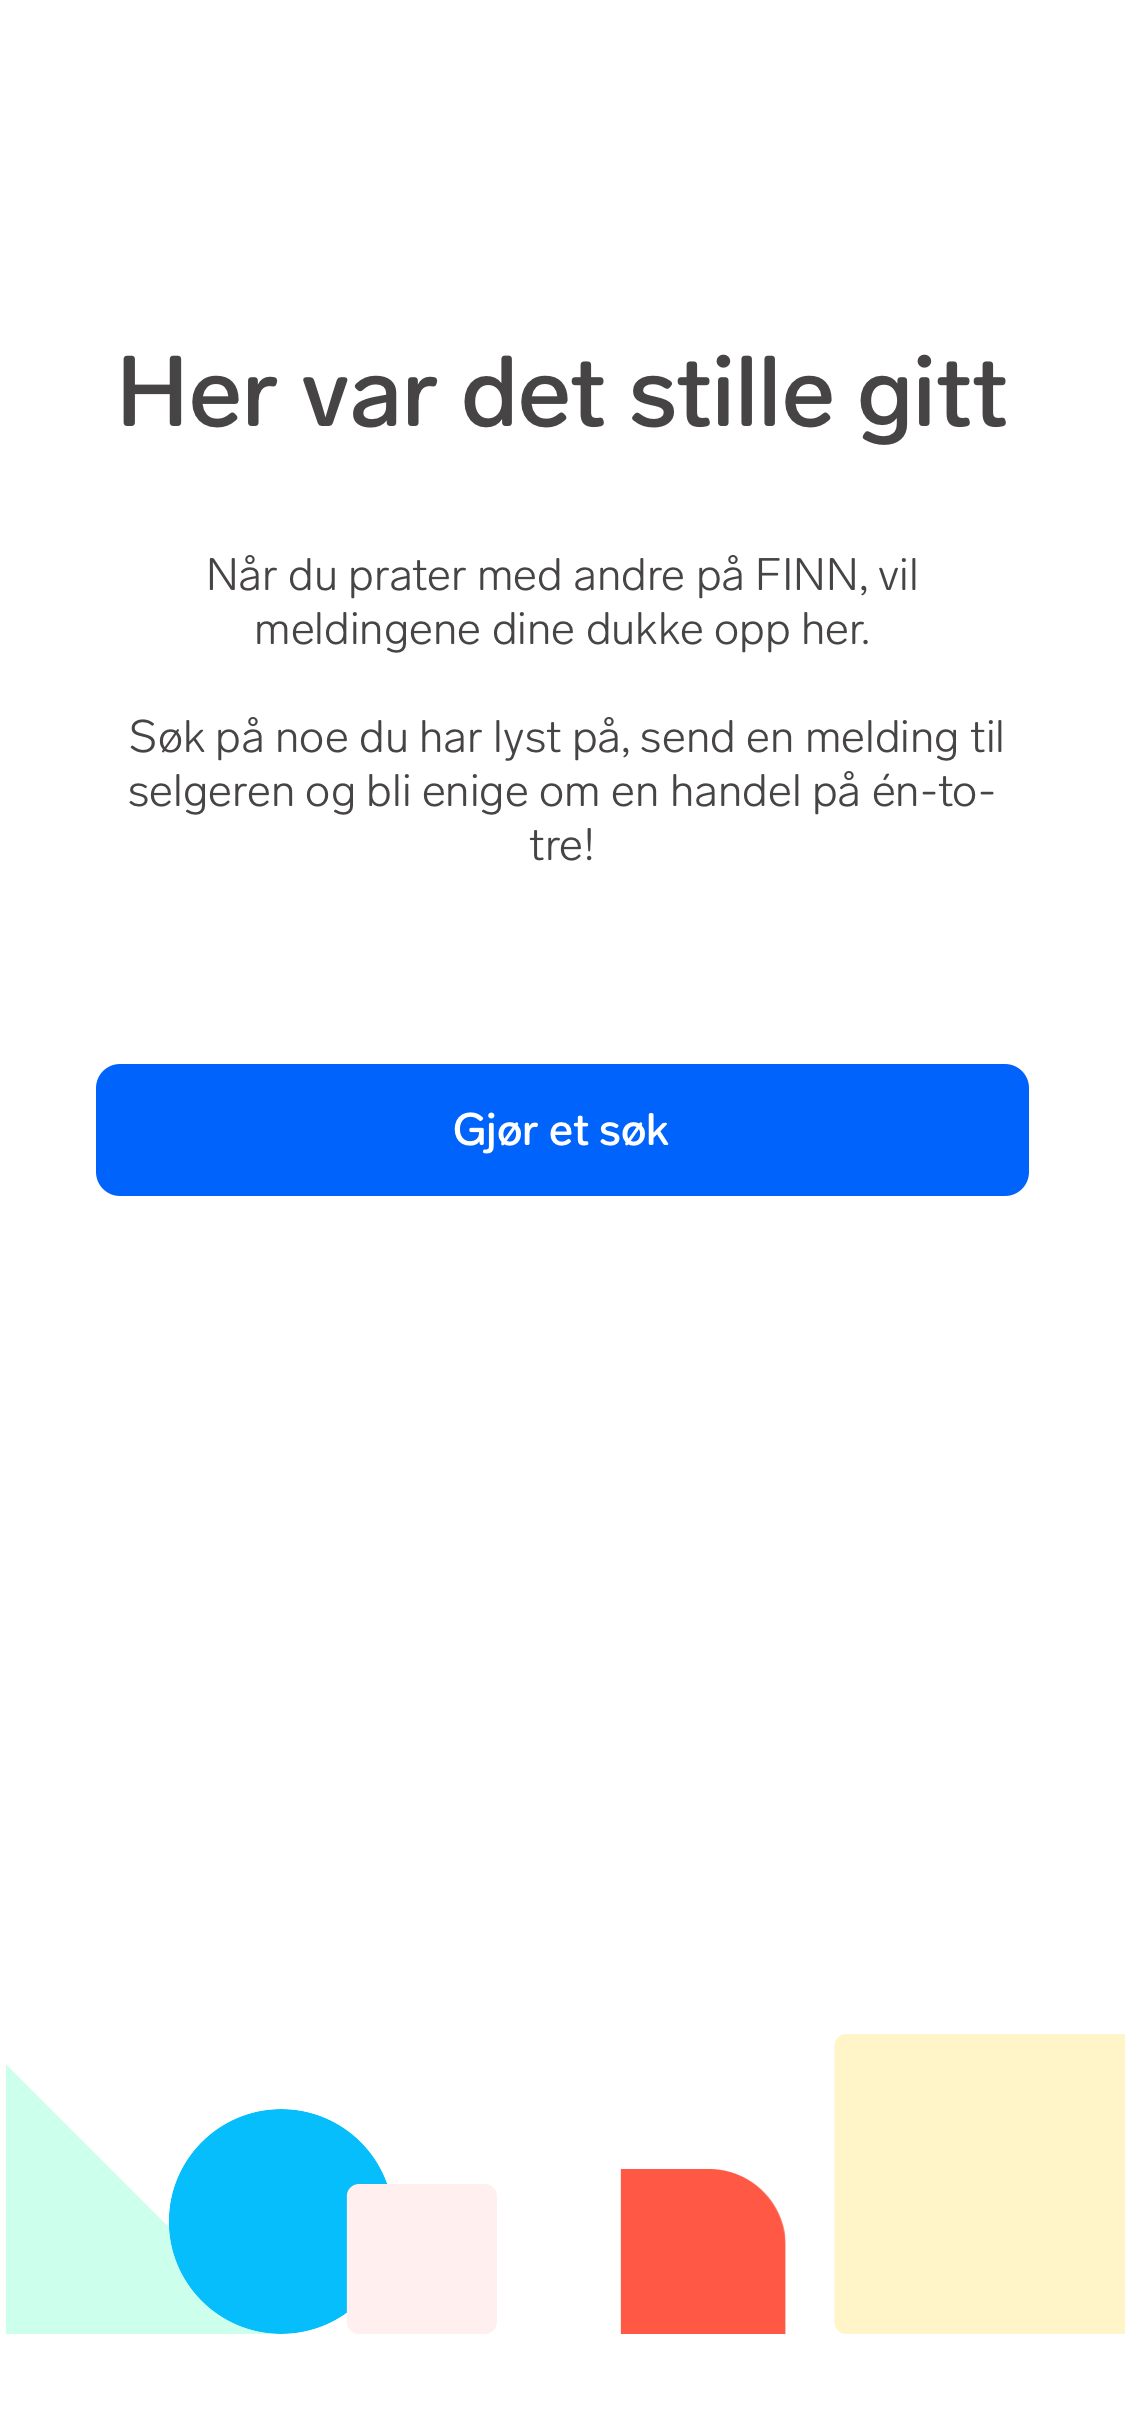 Her var det stille gitt
Når du prater med andre på FINN, vil
meldingene dine dukke opp her.
Søk på noe du har lyst på, send en melding til
selgeren og bli enige om en handel på én-to-
tre!
Gjør et søk